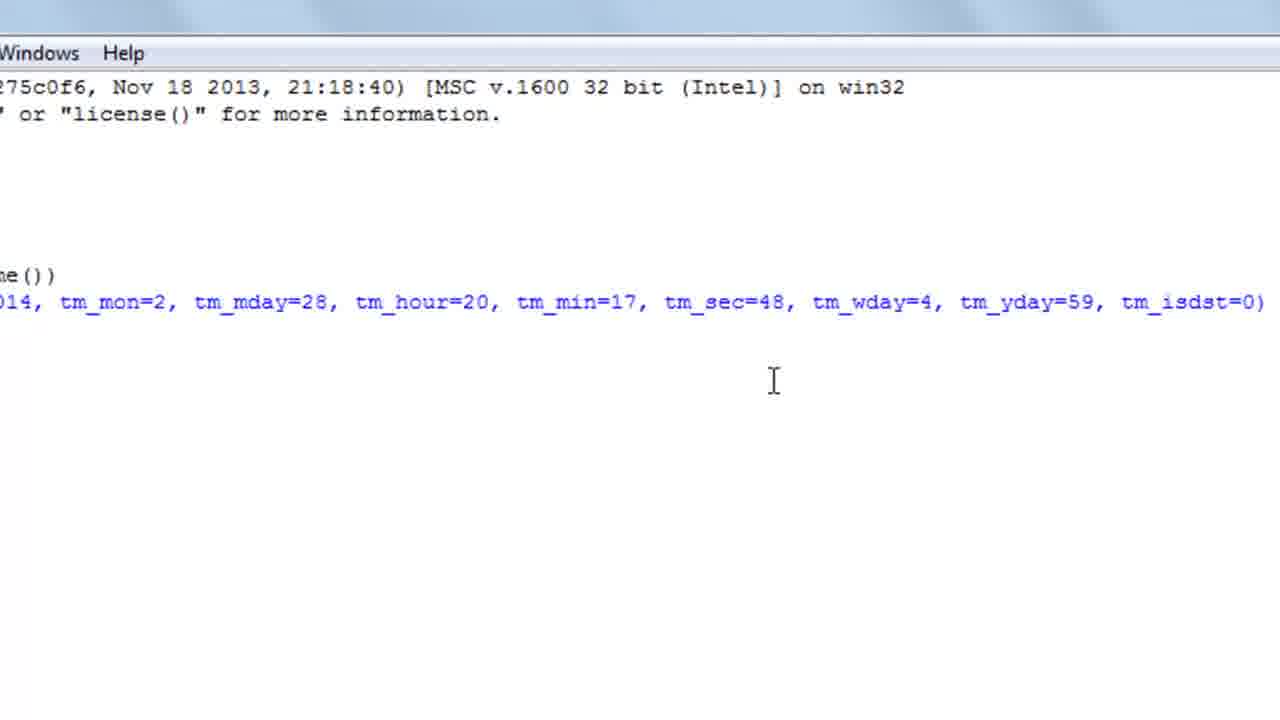 Windows Help
275c0f6, Nov 18 2013, 21:18:40) [MSC v.1600 32 bit (Intel)] on win32
" or "license()" for more information.
me())
014, tm_mon=2, tm_mday=28, tm_hour=20, tm_min=17, tm_sec=48, tm_wday=4, tm_yday=59, tm_isdst=0)